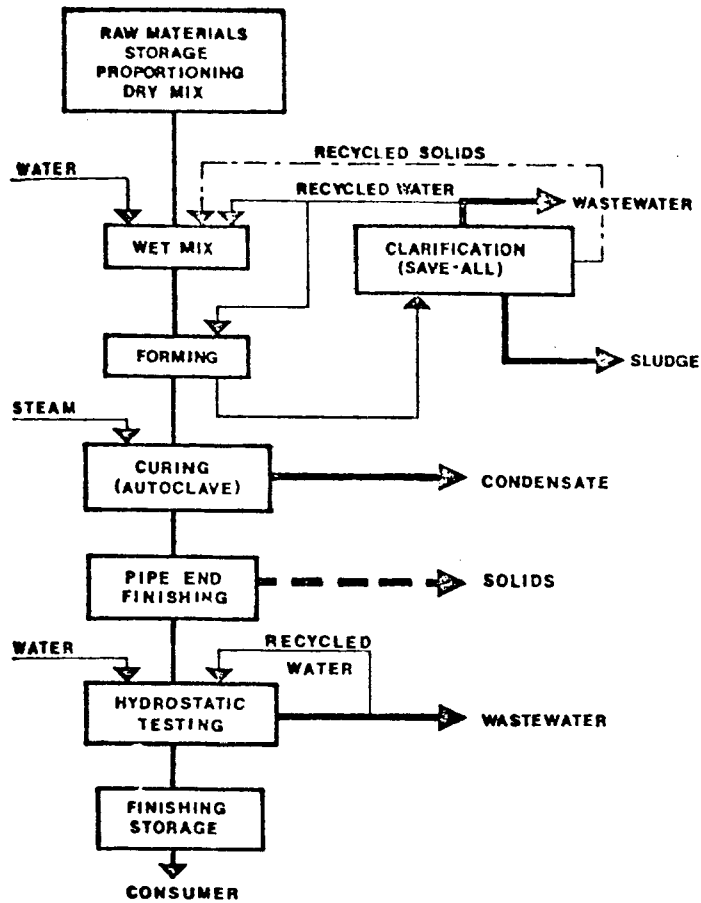 RAW MATERIALS
STORAGE
PROPORTIONING
DRY MIX
RECYCLED SOLIDS
WATER
RECYCLED WATER
WASTEWATER
WET MIX
CLARIFICATION
(SAVE-ALL)
FORMING
SLUDGE
STEAM
CURING
(AUTOCLAVE)
CONDENSATE
PIPE END
FINISHING
SOLIDS
WATER
RECYCLED
WATER
HYDROSTATIC
TESTING
WASTEWATER
FINISHING
STORAGE
CONSUMER